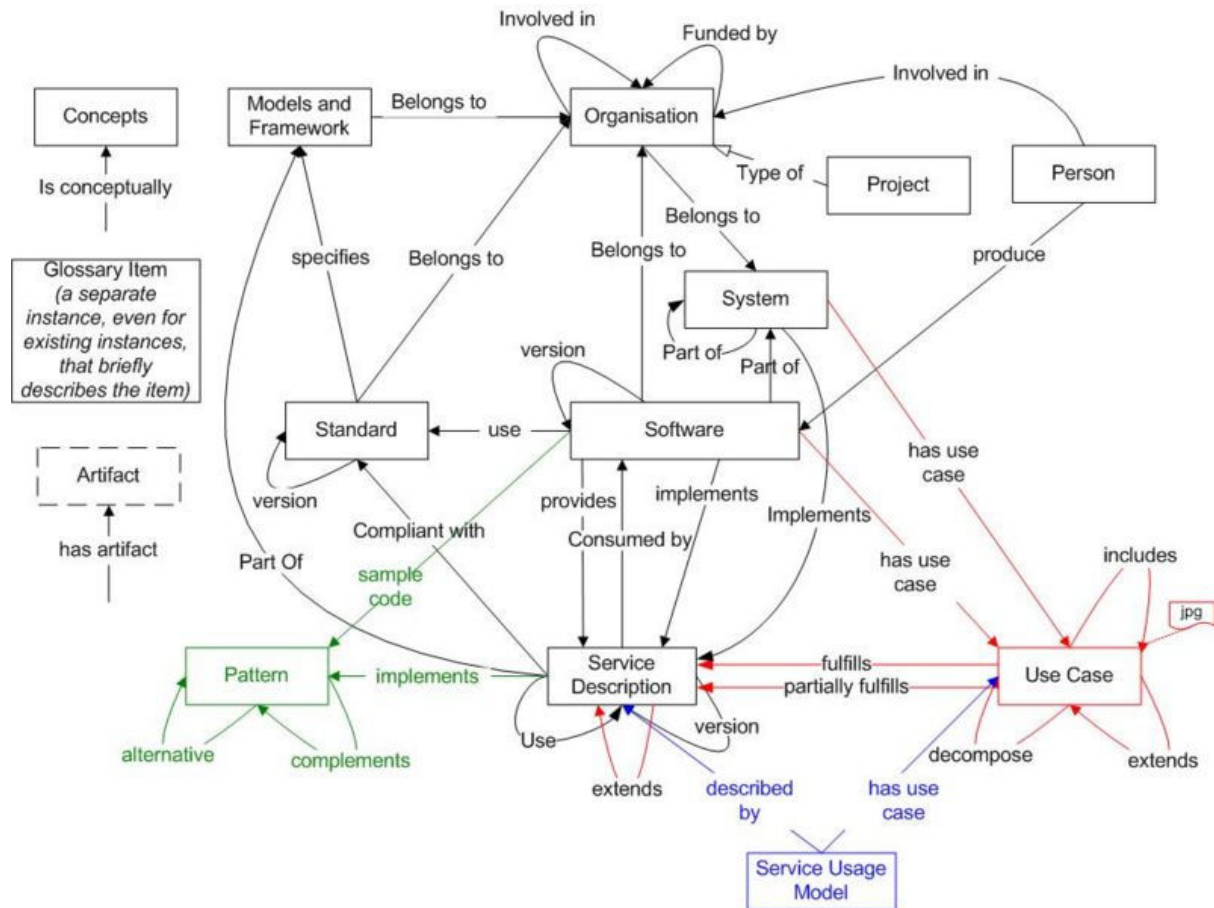 Involved in
Funded by
Involved in
Concepts
Models and
Framework
Belongs to
Organisation
Type of
Project
Person
Is conceptually
Belongs to
specifies
Belongs to
Belongs to
produce
Glossary Item
(a separate
instance, even for
existing instances,
that briefly
describes the item)
System
Part of
Part of
version
Standard
use
Software
has use
case
Artifact
version
provides
implements
Implements
Compliant with
Consumed by
has artifact
Part Of
sample
code
has use
case
includes
jpg
Pattern
implements
Service
Description
fulfills
partially fulfills
Use Case
Use
version
alternative
complements
extends
described
by
has use
case
decompose
extends
Service Usage
Model